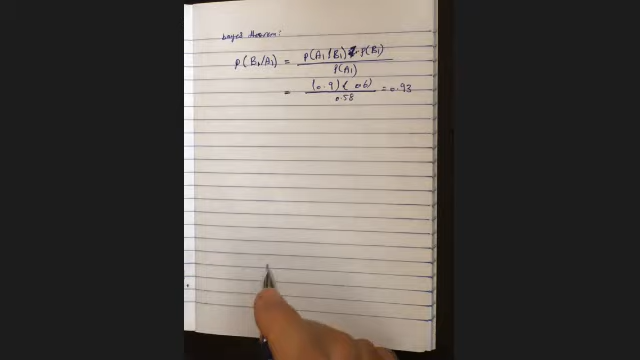 bayes theorem:
P(B₁/A₁) = P(A₁/B₁) · P(B₁)
P(A₁)
= (0.9)(0.6) = 0.93
0.58